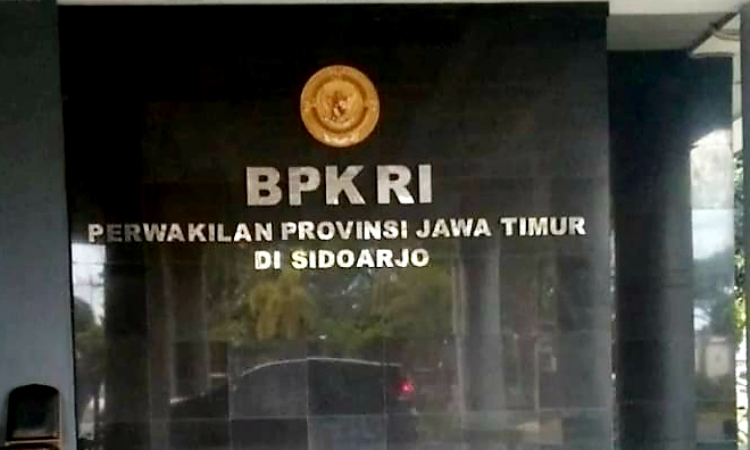 BPK RI
PERWAKILAN PROVINSI JAWA TIMUR
DI SIDOARJO